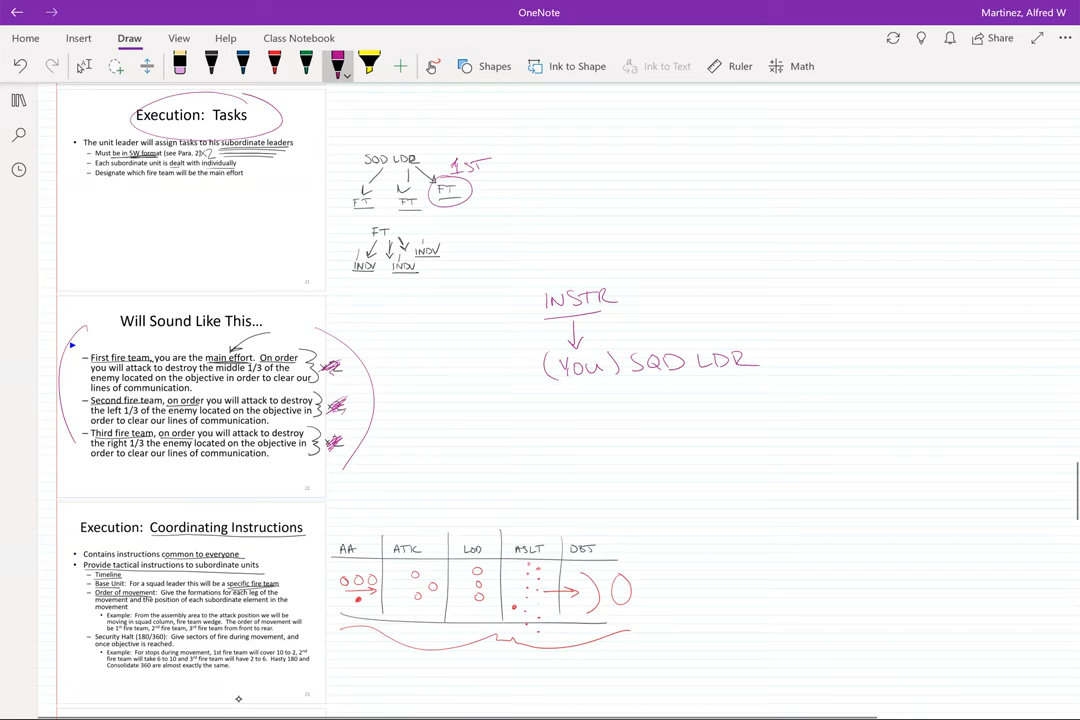 OneNote
Martinez, Alfred W
Home Insert Draw View Help Class Notebook
Share
Shapes
Ink to Shape
Ink to Text
Ruler
Math
Execution: Tasks
• The unit leader will assign tasks to his subordinate leaders
– Must be in 5W format (see Para. 2) x2
– Each subordinate unit is dealt with individually
– Designate which fire team will be the main effort
21
SQD LDR
1ST
FT FT FT
FT
INDV INDV INDV
INSTR
(YOU) SQD LDR
Will Sound Like This…
– First fire team, you are the main effort. On order
you will attack to destroy the middle 1/3 of the
enemy located on the objective in order to clear our
lines of communication.
– Second fire team, on order you will attack to destroy
the left 1/3 of the enemy located on the objective in
order to clear our lines of communication.
– Third fire team, on order you will attack to destroy
the right 1/3 the enemy located on the objective in
order to clear our lines of communication.
22
Execution: Coordinating Instructions
• Contains instructions common to everyone
• Provide tactical instructions to subordinate units
– Timeline
– Base Unit: For a squad leader this will be a specific fire team
– Order of movement: Give the formations for each leg of the
movement and the position of each subordinate element in the
movement
• Example: From the assembly area to the attack position we will be
moving in squad column, fire team wedge. The order of movement will
be 1st fire team, 2nd fire team, 3rd fire team from front to rear.
– Security Halt (180/360): Give sectors of fire during movement, and
once objective is reached.
• Example: For stops during movement, 1st fire team will cover 10 to 2, 2nd
fire team will take 6 to 10 and 3rd fire team will have 2 to 6. Hasty 180 and
Consolidate 360 are almost exactly the same.
23
AA ATK LOD ASLT OBJ